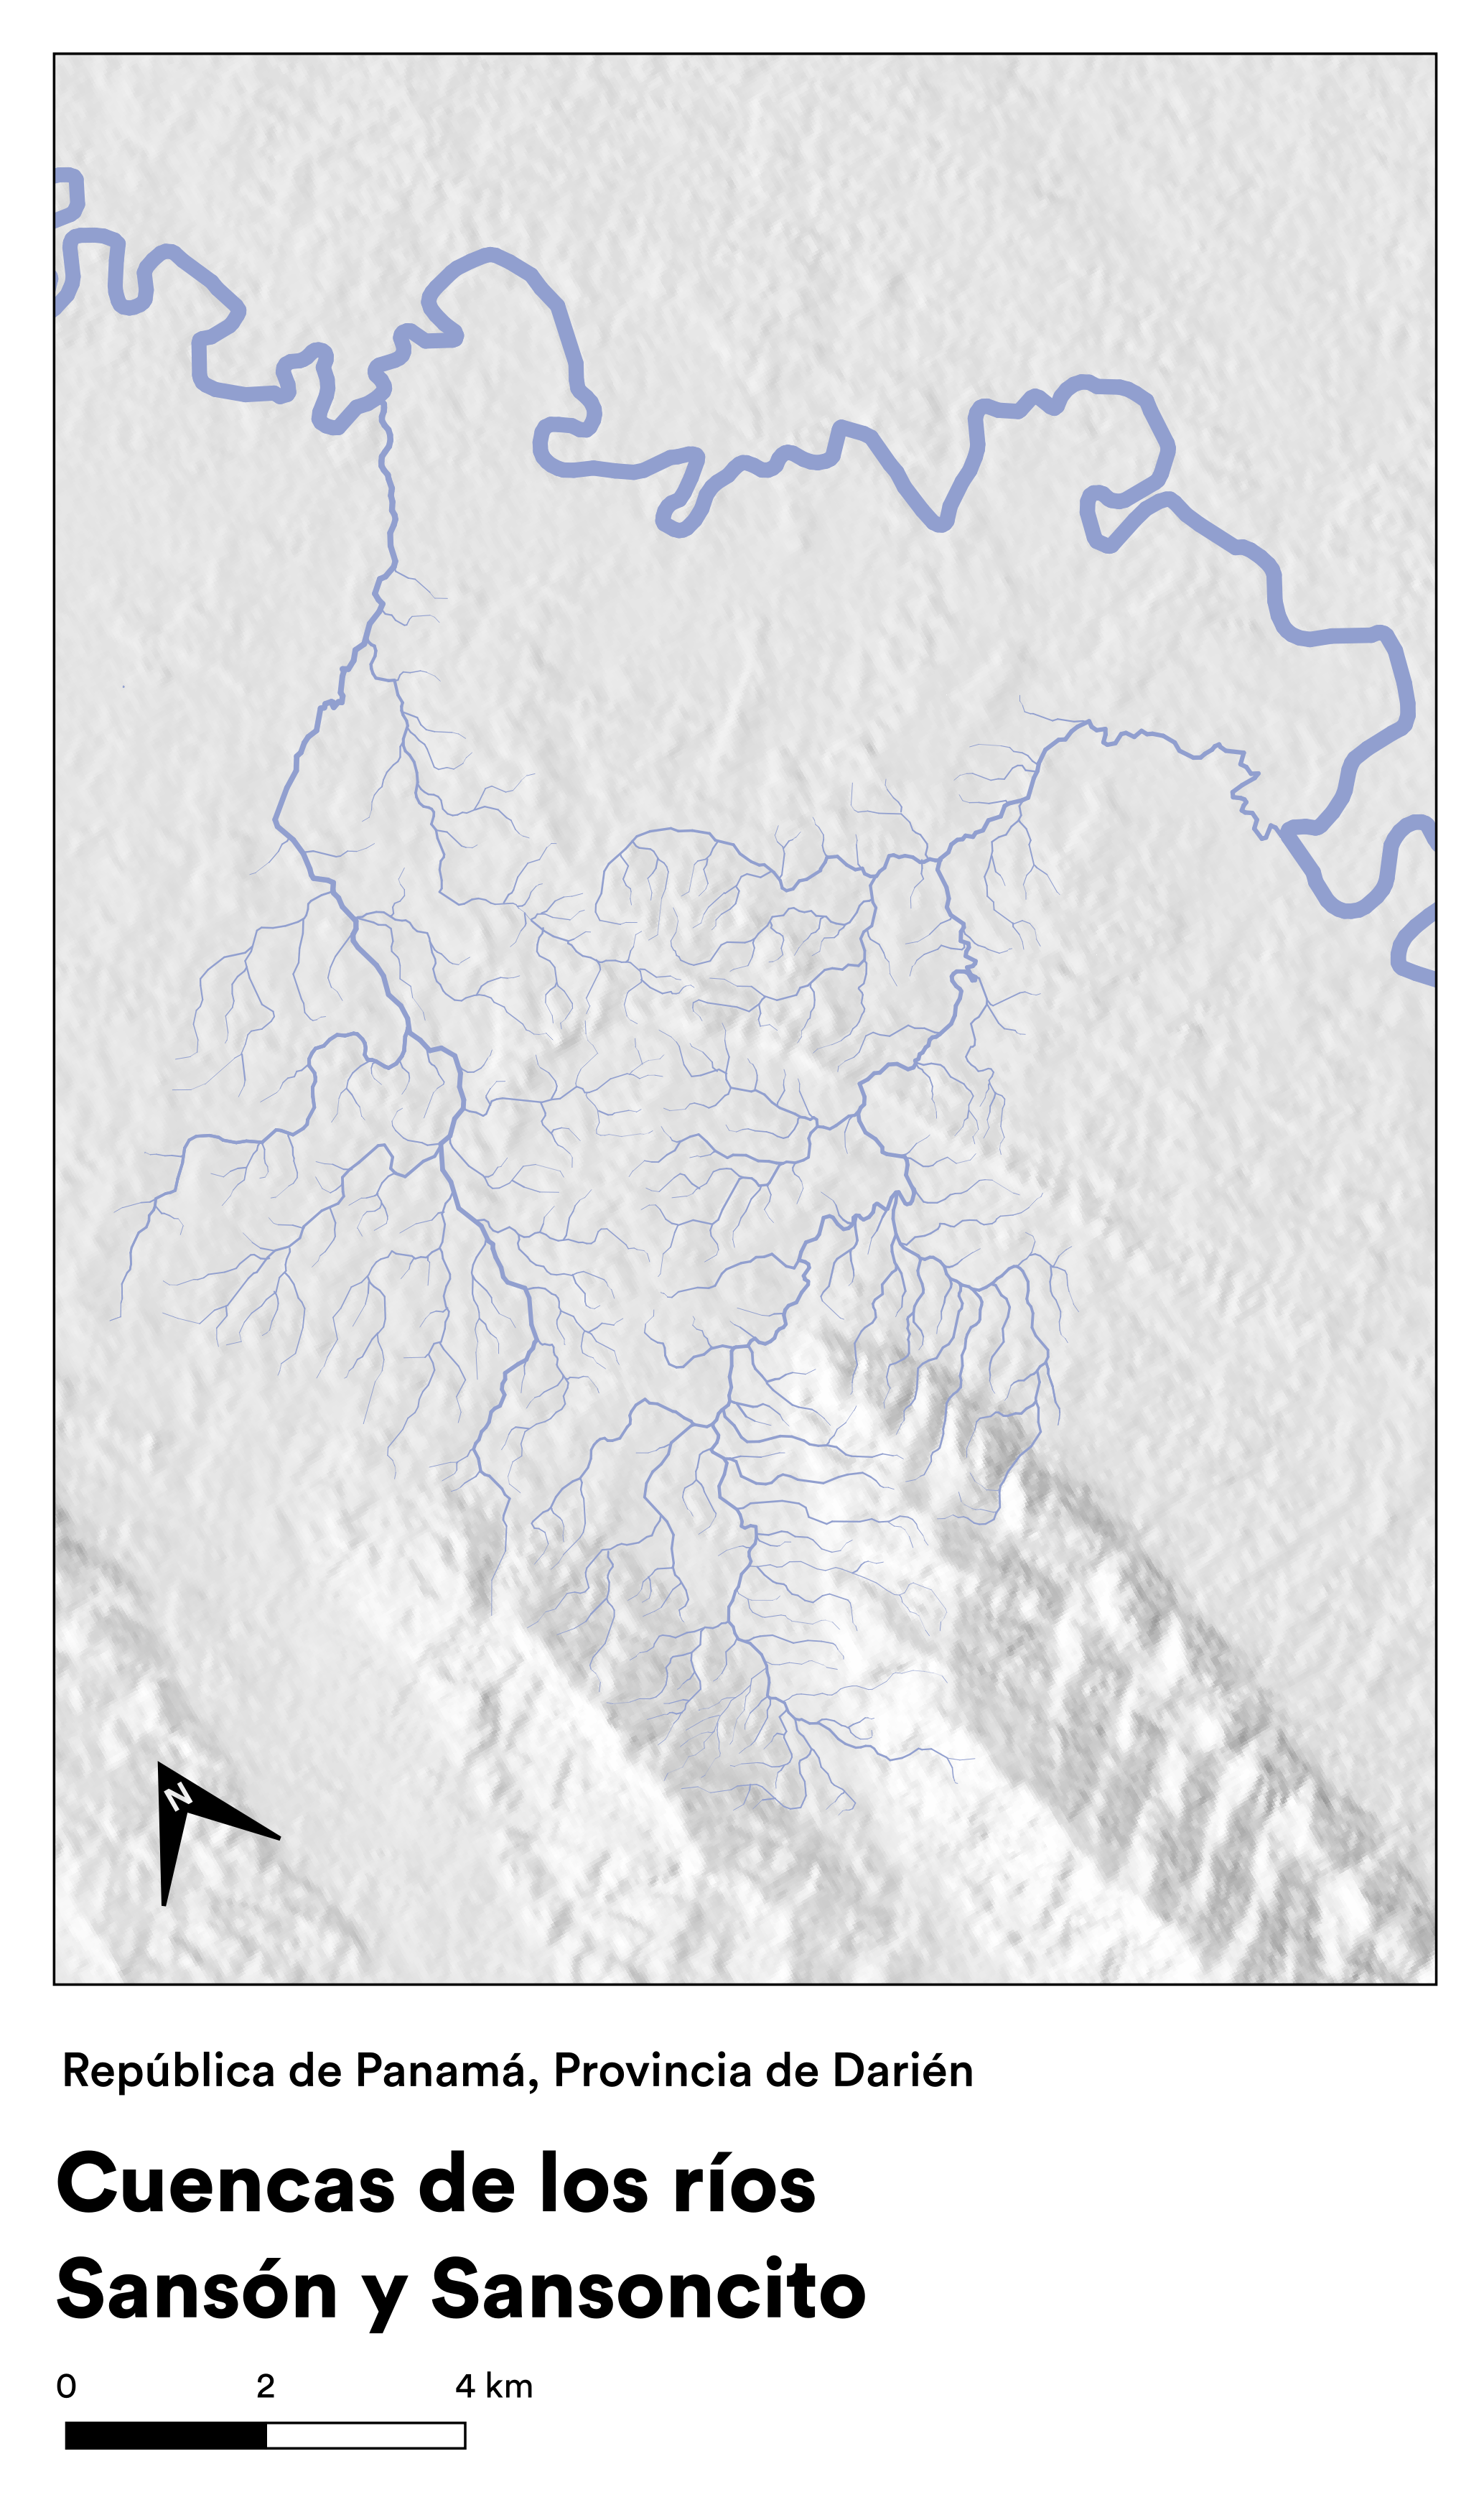 N
República de Panamá, Provincia de Darién
Cuencas de los ríos
Sansón y Sansoncito
0 2 4 km